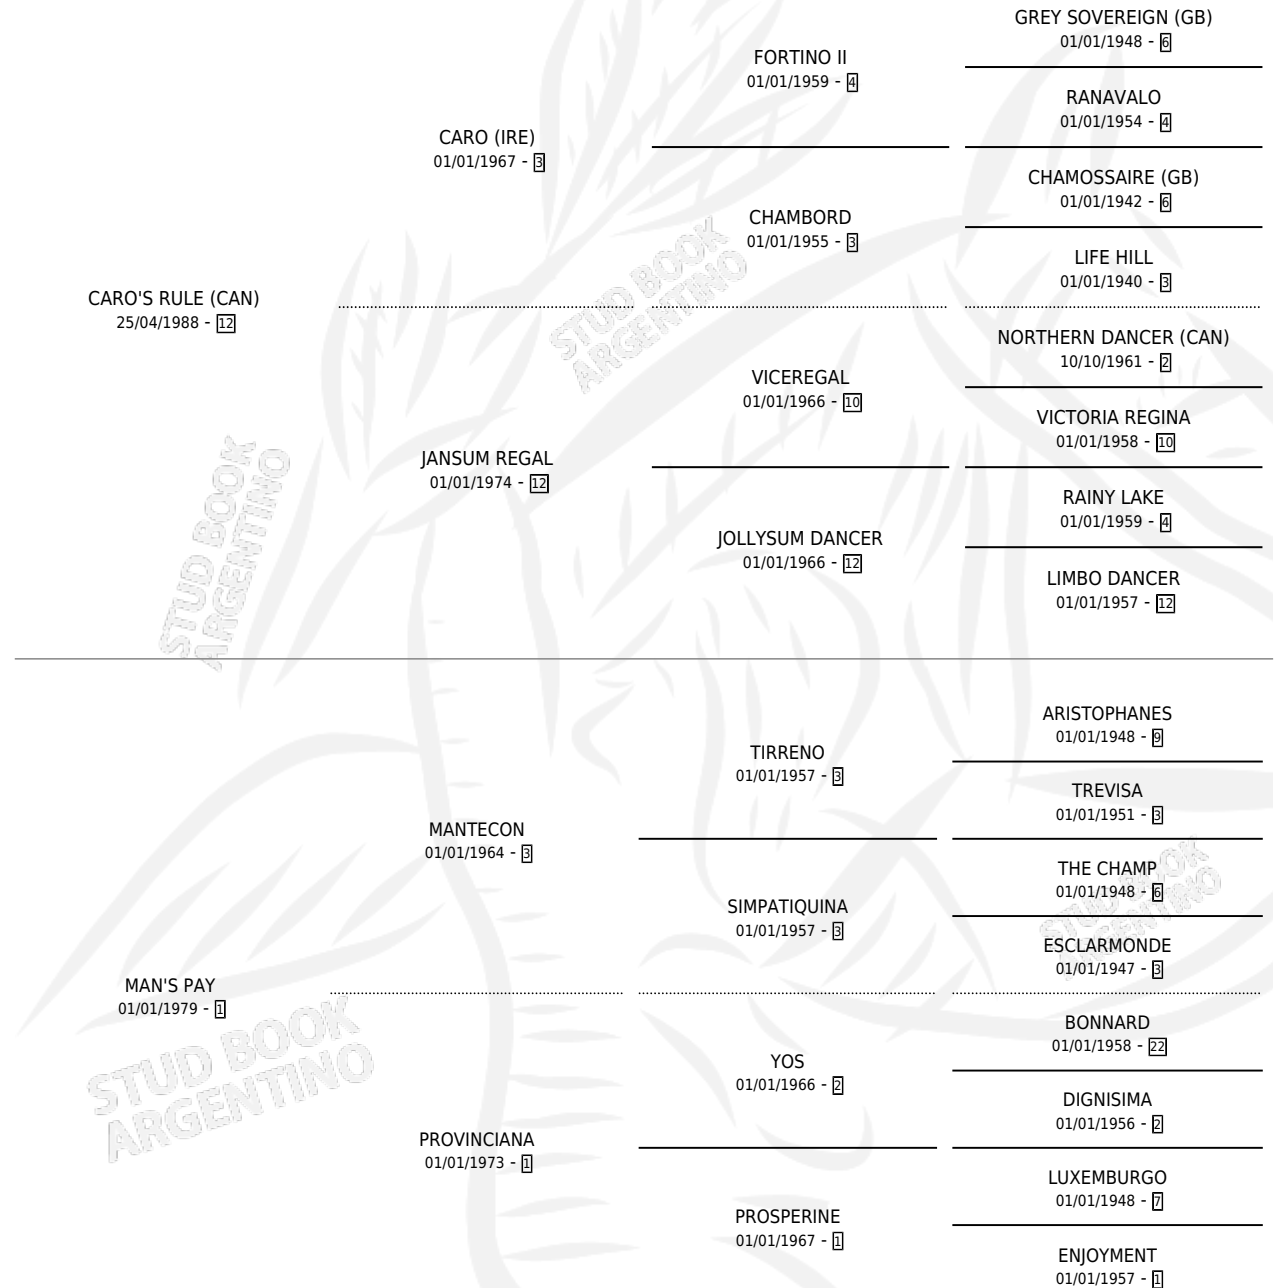 GREY SOVEREIGN (GB)
01/01/1948 - 6
FORTINO II
01/01/1959 - 4
RANAVALO
01/01/1954 - 4
CARO (IRE)
01/01/1967 - 3
CHAMOSSAIRE (GB)
01/01/1942 - 6
CHAMBORD
01/01/1955 - 3
LIFE HILL
01/01/1940 - 3
CARO'S RULE (CAN)
25/04/1988 - 12
NORTHERN DANCER (CAN)
10/10/1961 - 2
VICEREGAL
01/01/1966 - 10
VICTORIA REGINA
01/01/1958 - 10
JANSUM REGAL
01/01/1974 - 12
RAINY LAKE
01/01/1959 - 4
JOLLYSUM DANCER
01/01/1966 - 12
LIMBO DANCER
01/01/1957 - 12
ARISTOPHANES
01/01/1948 - 9
TIRRENO
01/01/1957 - 3
TREVISA
01/01/1951 - 3
MANTECON
01/01/1964 - 3
THE CHAMP
01/01/1948 - 6
SIMPATIQUINA
01/01/1957 - 3
ESCLARMONDE
01/01/1947 - 3
MAN'S PAY
01/01/1979 - 1
BONNARD
01/01/1958 - 22
YOS
01/01/1966 - 2
DIGNISIMA
01/01/1956 - 2
PROVINCIANA
01/01/1973 - 1
LUXEMBURGO
01/01/1948 - 7
PROSPERINE
01/01/1967 - 1
ENJOYMENT
01/01/1957 - 1
STUD BOOK
ARGENTINO
STUD BOOK
ARGENTINO
STUD BOOK
ARGENTINO
STUD BOOK
ARGENTINO